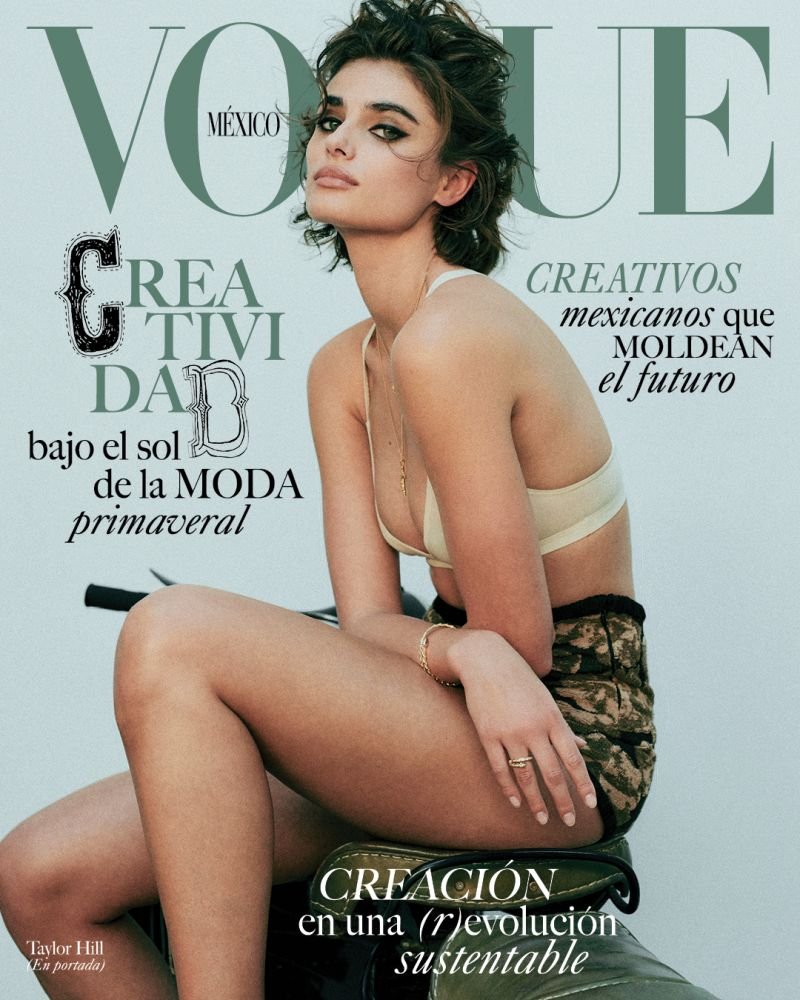 VOGUE
MÉXICO
CREA
TIVI
DAD
bajo el sol
de la MODA
primaveral
CREATIVOS
mexicanos que
MOLDEAN
el futuro
CREACIÓN
en una (r)evolución
sustentable
Taylor Hill
(En portada)